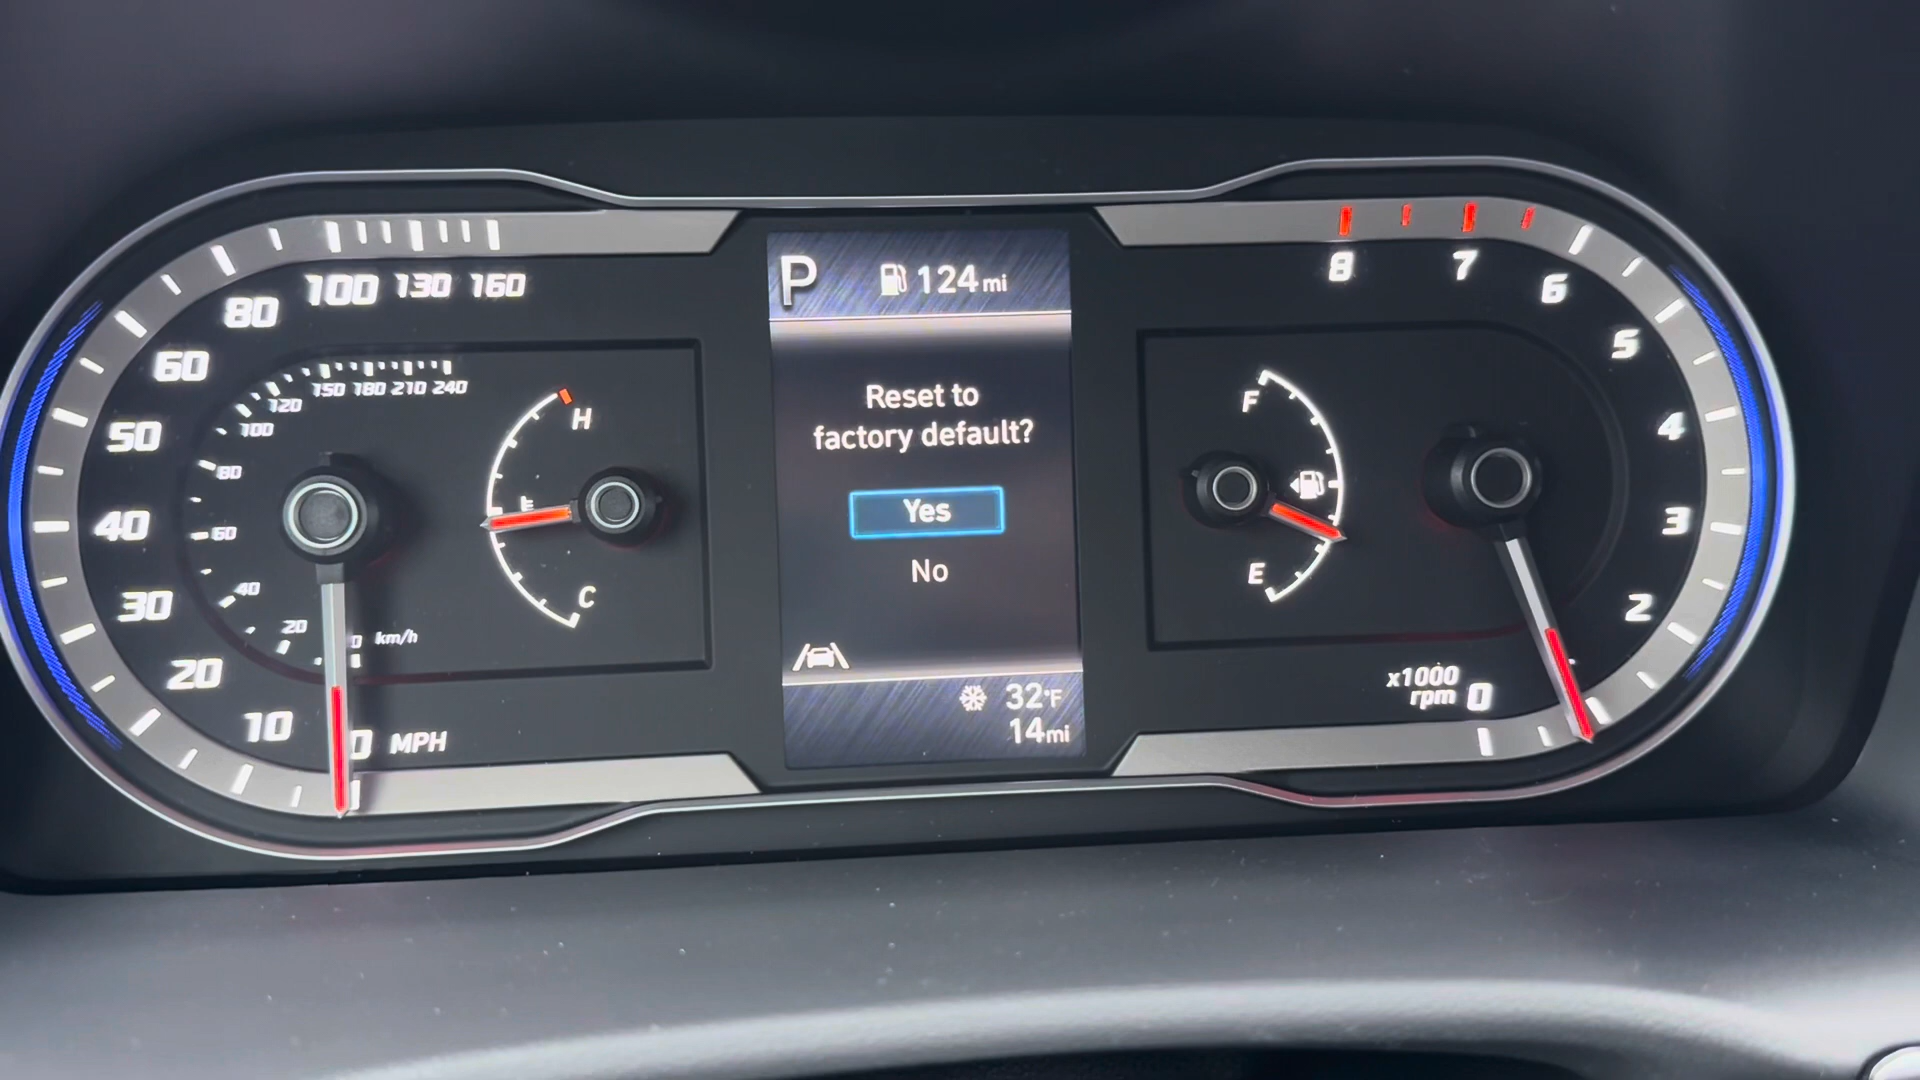 100 130 160
80
60
50
40
30
20
10
0 MPH
150 180 210 240
120
100
80
60
40
20
0 km/h
H
C
P 124 mi
Reset to
factory default?
Yes
No
32°F
14 mi
F
E
8
7
6
5
4
3
2
x1000
rpm 0